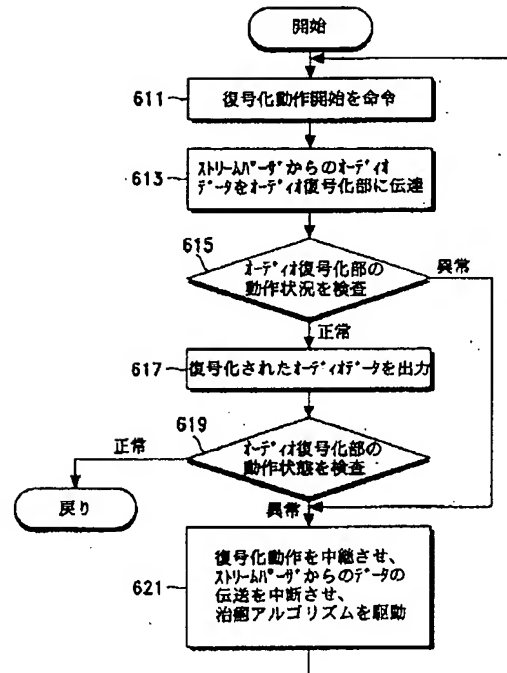 開始
611
復号化動作開始を命令
613
ストリームパーザからのオーディオ
データをオーディオ復号化部に伝達
615
オーディオ復号化部の
動作状況を検査
異常
正常
617
復号化されたオーディオデータを出力
619
オーディオ復号化部の
動作状態を検査
正常
戻り
異常
621
復号化動作を中継させ、
ストリームパーザからのデータの
伝送を中断させ、
治癒アルゴリズムを駆動